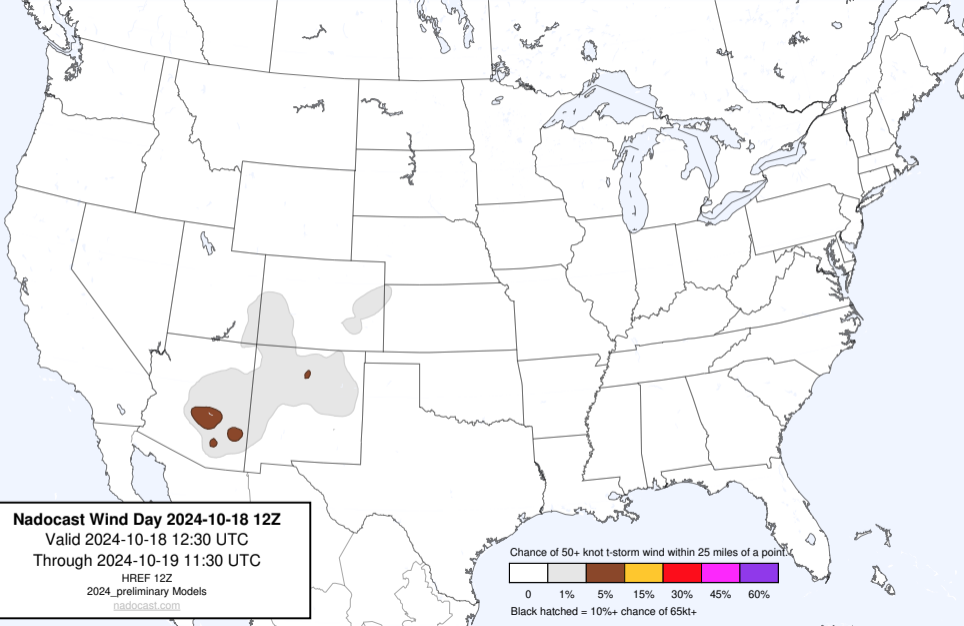 Nadocast Wind Day 2024-10-18 12Z
Valid 2024-10-18 12:30 UTC
Through 2024-10-19 11:30 UTC
HREF 12Z
2024_preliminary Models
nadocast.com
Chance of 50+ knot t-storm wind within 25 miles of a point.
0 1% 5% 15% 30% 45% 60%
Black hatched = 10%+ chance of 65kt+